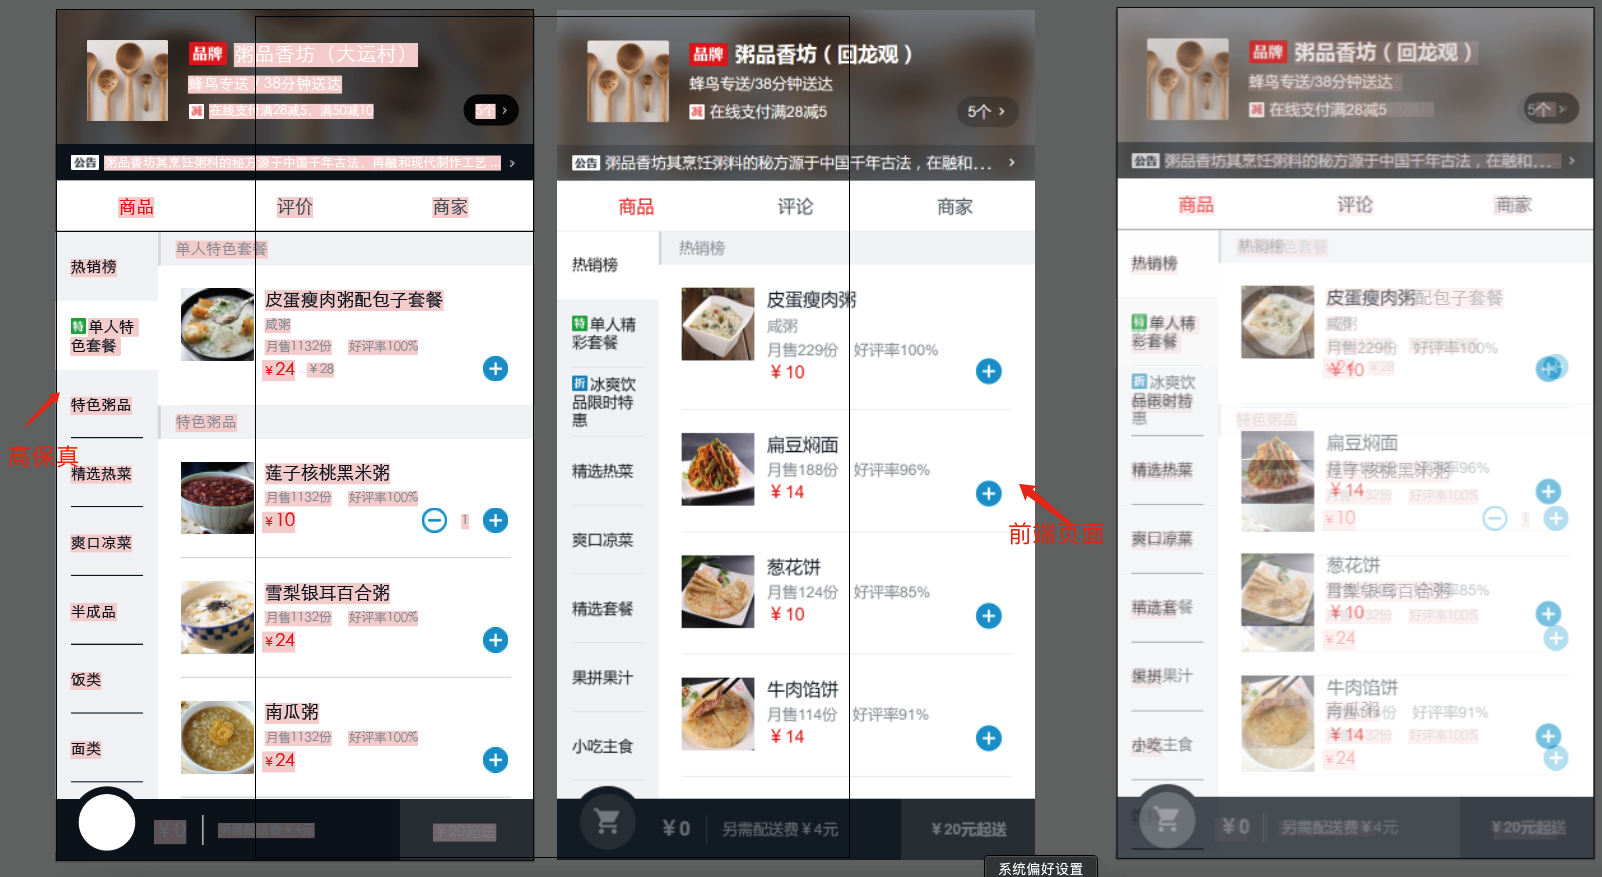 品牌 粥品香坊（大运村）
蜂鸟专送/38分钟送达
减 在线支付满28减5，满50减10
5个 >
公告 粥品香坊其烹饪粥料的秘方源于中国千年古法，再融和现代制作工艺 ... >
商品 评价 商家
单人特色套餐
热销榜
皮蛋瘦肉粥配包子套餐
咸粥
特 单人特
色套餐
月售1132份 好评率100%
¥24 ¥28
特色粥品
特色粥品
高保真
精选热菜
莲子核桃黑米粥
月售1132份 好评率100%
¥10 1
爽口凉菜
雪梨银耳百合粥
半成品
月售1132份 好评率100%
¥24
饭类
南瓜粥
月售1132份 好评率100%
面类
¥24
¥0 另需配送费¥4元 ¥20起送
品牌 粥品香坊（回龙观）
蜂鸟专送/38分钟送达
减 在线支付满28减5
5个 >
公告 粥品香坊其烹饪粥料的秘方源于中国千年古法，在融和... >
商品 评论 商家
热销榜
热销榜
皮蛋瘦肉粥
咸粥
特 单人精
彩套餐
月售229份 好评率100%
¥10
折 冰爽饮
品限时特
惠
扁豆焖面
精选热菜
月售188份 好评率96%
¥14
前端页面
爽口凉菜
葱花饼
月售124份 好评率85%
精选套餐
¥10
果拼果汁
牛肉馅饼
月售114份 好评率91%
¥14
小吃主食
¥0 另需配送费¥4元 ¥20元起送
系统偏好设置
品牌 粥品香坊（回龙观）
蜂鸟专送/38分钟送达
减 在线支付满28减5
5个 >
公告 粥品香坊其烹饪粥料的秘方源于中国千年古法，在融和... >
商品 评论 商家
热销榜
热销榜
皮蛋瘦肉粥配包子套餐
咸粥
特 单人精
彩套餐
月售229份 好评率100%
¥10 ¥28
折 冰爽饮
品限时特
惠
特色粥品
扁豆焖面
精选热菜
莲子核桃黑米粥
¥14
¥10 1
爽口凉菜
葱花饼
雪梨银耳百合粥
精选套餐
¥10
¥24
果拼果汁
牛肉馅饼
南瓜粥
好评率91%
¥14
小吃主食
¥24
¥0 另需配送费¥4元 ¥20元起送